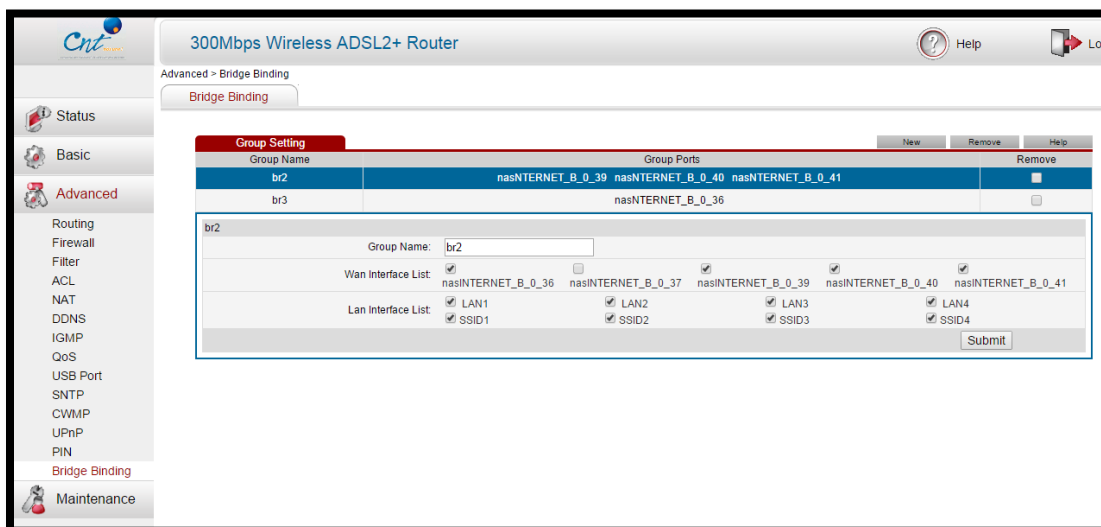 Cnt
300Mbps Wireless ADSL2+ Router
Help
Lo
Advanced > Bridge Binding
Bridge Binding
Status
Basic
Advanced
Routing
Firewall
Filter
ACL
NAT
DDNS
IGMP
QoS
USB Port
SNTP
CWMP
UPnP
PIN
Bridge Binding
Maintenance
Group Setting
New Remove Help
Group Name Group Ports Remove
br2 nasNTERNET_B_0_39 nasNTERNET_B_0_40 nasNTERNET_B_0_41
br3 nasNTERNET_B_0_36
br2
Group Name: br2
Wan Interface List: nasINTERNET_B_0_36 nasINTERNET_B_0_37 nasINTERNET_B_0_39 nasINTERNET_B_0_40 nasINTERNET_B_0_41
Lan Interface List: LAN1 LAN2 LAN3 LAN4
SSID1 SSID2 SSID3 SSID4
Submit